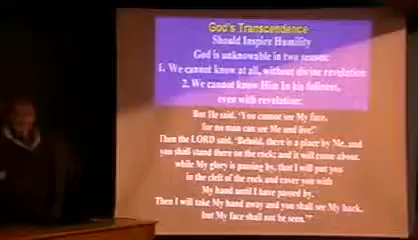 God's Transcendence
Should Inspire Humility
God is unknowable in two senses:
1. We cannot know at all, without divine revelation
2. We cannot know Him in his fullness,
even with revelation:
But He said, "You cannot see My face,
for no man can see Me and live!"
Then the LORD said, "Behold, there is a place by Me, and
you shall stand there on the rock; and it will come about,
while My glory is passing by, that I will put you
in the cleft of the rock and cover you with
My hand until I have passed by.
Then I will take My hand away and you shall see My back,
but My face shall not be seen."